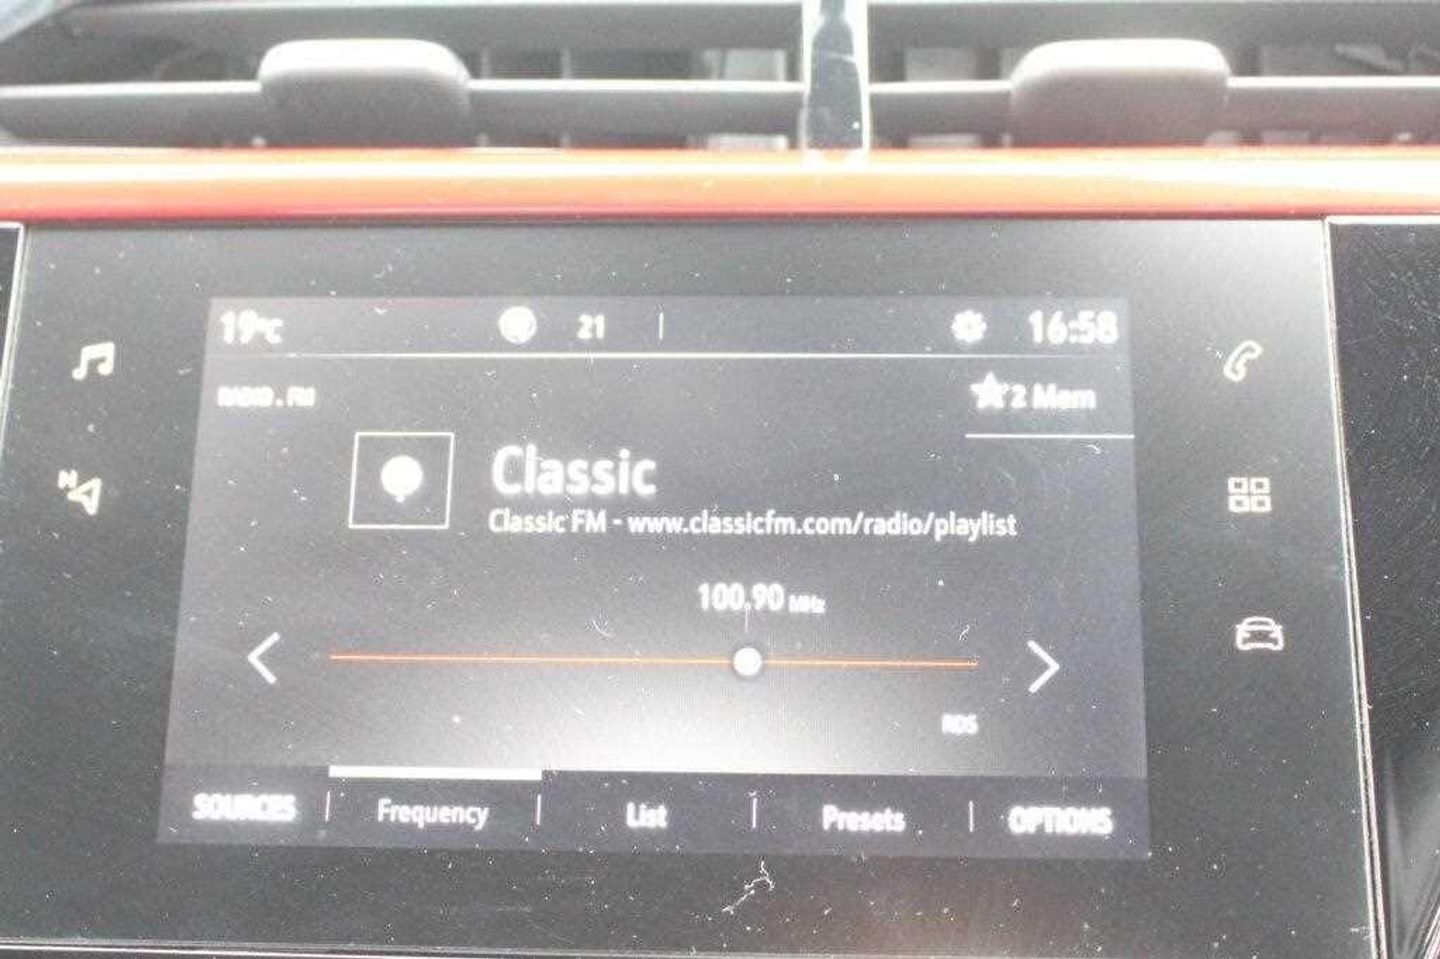 19°C 21 16:58
RADIO . FM
2 Mem
Classic
Classic FM - www.classicfm.com/radio/playlist
100.90 MHz
RDS
SOURCES Frequency List Presets OPTIONS
N